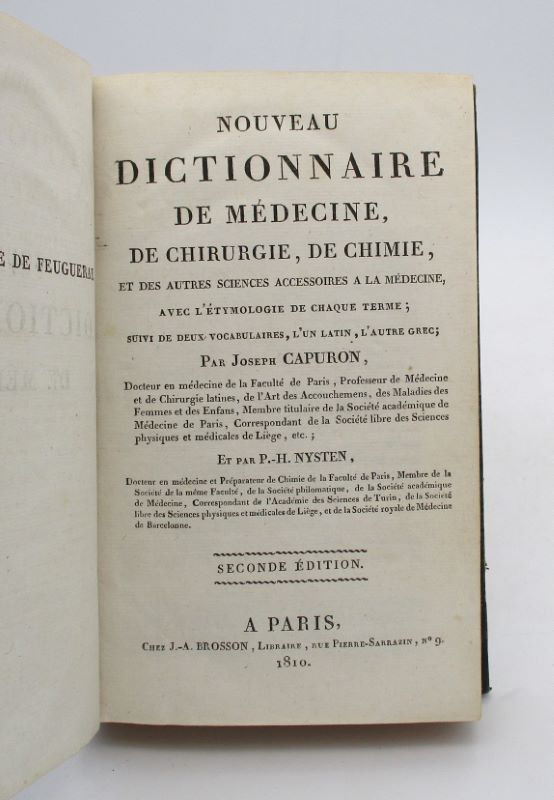 E DE FEUGUERAY
NOUVEAU
DICTIONNAIRE
DE MÉDECINE,
DE CHIRURGIE, DE CHIMIE,
ET DES AUTRES SCIENCES ACCESSOIRES A LA MÉDECINE,
AVEC L'ÉTYMOLOGIE DE CHAQUE TERME;
SUIVI DE DEUX VOCABULAIRES, L'UN LATIN, L'AUTRE GREC;
PAR JOSEPH CAPURON,
Docteur en médecine de la Faculté de Paris, Professeur de Médecine
et de Chirurgie latines, de l'Art des Accouchemens, des Maladies des
Femmes et des Enfans, Membre titulaire de la Société académique de
Médecine de Paris, Correspondant de la Société libre des Sciences
physiques et médicales de Liège, etc.;
ET PAR P.-H. NYSTEN,
Docteur en médecine et Préparateur de Chimie de la Faculté de Paris, Membre de la
Société de la même Faculté, de la Société philomatique, de la Société académique
de Médecine, Correspondant de l'Académie des Sciences de Turin, de la Société
libre des Sciences physiques et médicales de Liège, et de la Société royale de Médecine
de Barcelonne.
SECONDE ÉDITION.
A PARIS,
CHEZ J.-A. BROSSON, LIBRAIRE, RUE PIERRE-SARRAZIN, N° 9.
1810.